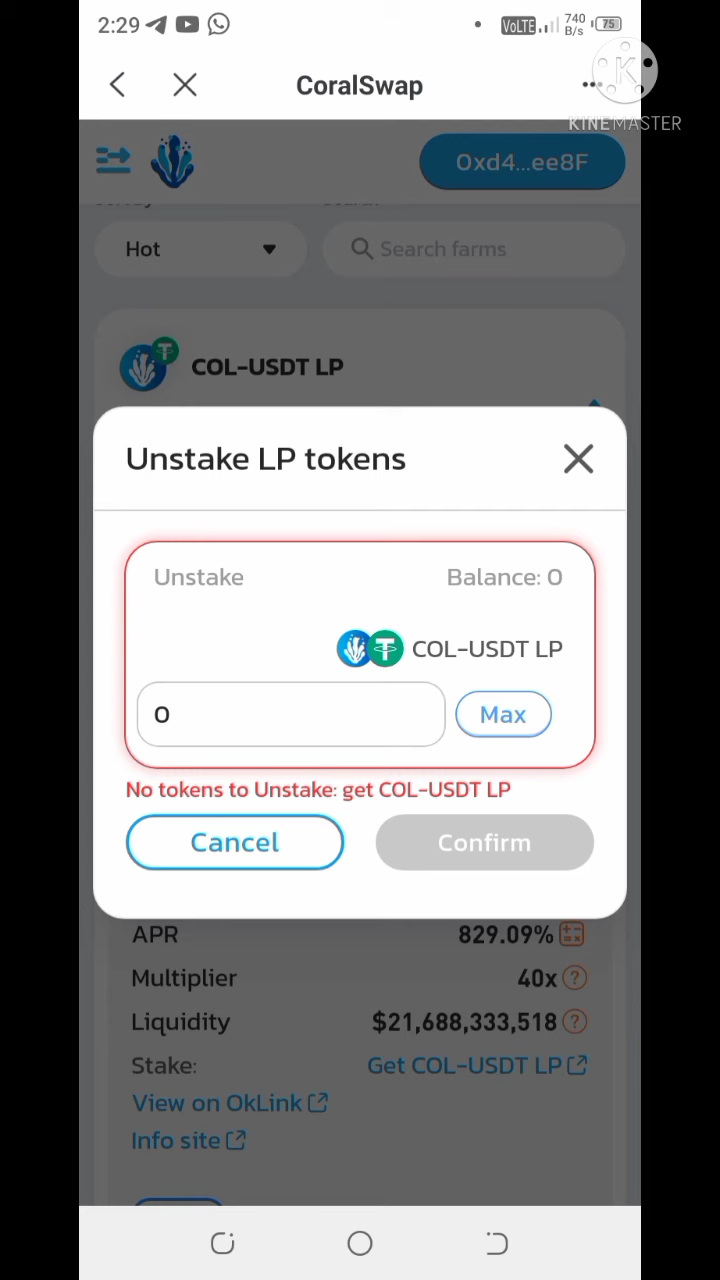 2:29
VoLTE
740 B/s
75
CoralSwap
K
KINEMASTER
0xd4...ee8F
Hot
Search farms
COL-USDT LP
Unstake LP tokens
Unstake Balance: 0
COL-USDT LP
0 Max
No tokens to Unstake: get COL-USDT LP
Cancel Confirm
APR 829.09%
Multiplier 40x
Liquidity $21,688,333,518
Stake: Get COL-USDT LP
View on OkLink
Info site